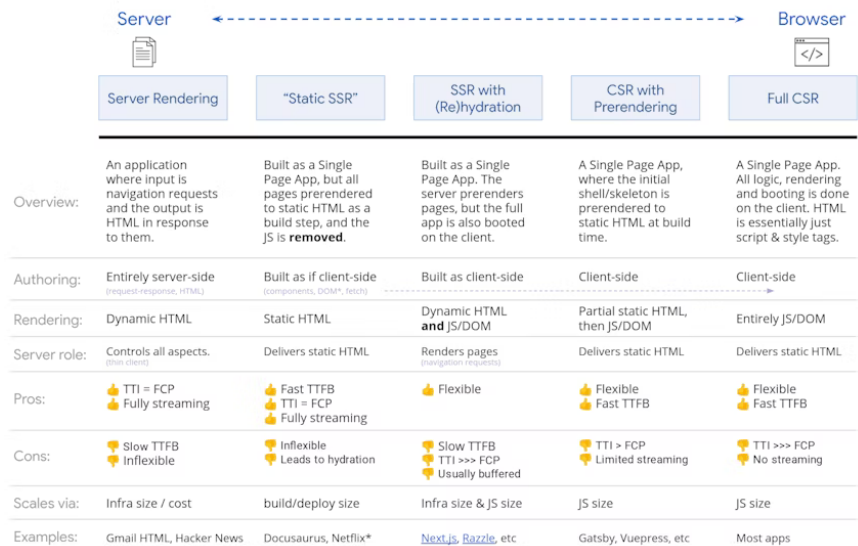 Server
Browser
</>
Server Rendering
“Static SSR”
SSR with
(Re)hydration
CSR with
Prerendering
Full CSR
Overview:
An application
where input is
navigation requests
and the output is
HTML in response
to them.
Built as a Single
Page App, but all
pages prerendered
to static HTML as a
build step, and the
JS is removed.
Built as a Single
Page App. The
server prerenders
pages, but the full
app is also booted
on the client.
A Single Page App,
where the initial
shell/skeleton is
prerendered to
static HTML at build
time.
A Single Page App.
All logic, rendering
and booting is done
on the client. HTML
is essentially just
script & style tags.
Authoring:
Entirely server-side
(request-response, HTML)
Built as if client-side
(components, DOM*, fetch)
Built as client-side
Client-side
Client-side
Rendering:
Dynamic HTML
Static HTML
Dynamic HTML
and JS/DOM
Partial static HTML,
then JS/DOM
Entirely JS/DOM
Server role:
Controls all aspects.
(thin client)
Delivers static HTML
Renders pages
(navigation requests)
Delivers static HTML
Delivers static HTML
Pros:
👍 TTI = FCP
👍 Fully streaming
👍 Fast TTFB
👍 TTI = FCP
👍 Fully streaming
👍 Flexible
👍 Flexible
👍 Fast TTFB
👍 Flexible
👍 Fast TTFB
Cons:
👎 Slow TTFB
👎 Inflexible
👎 Inflexible
👎 Leads to hydration
👎 Slow TTFB
👎 TTI >>> FCP
👎 Usually buffered
👎 TTI > FCP
👎 Limited streaming
👎 TTI >>> FCP
👎 No streaming
Scales via:
Infra size / cost
build/deploy size
Infra size & JS size
JS size
JS size
Examples:
Gmail HTML, Hacker News
Docusaurus, Netflix*
Next.js, Razzle, etc
Gatsby, Vuepress, etc
Most apps